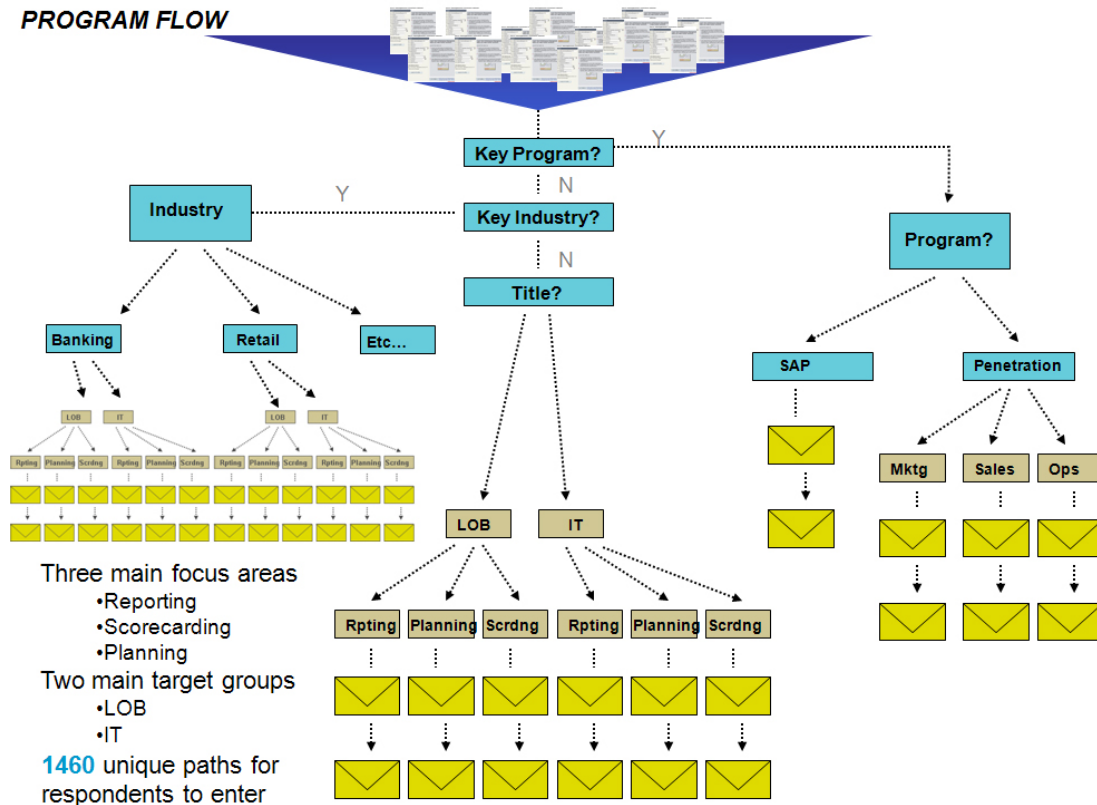 PROGRAM FLOW
Key Program?
Y
N
Industry
Y
Key Industry?
Program?
N
Title?
Banking
Retail
Etc…
SAP
Penetration
LOB
IT
LOB
IT
Rpting
Planning
Scrdng
Rpting
Planning
Scrdng
Rpting
Planning
Scrdng
Rpting
Planning
Scrdng
Mktg
Sales
Ops
LOB
IT
Three main focus areas
•Reporting
•Scorecarding
•Planning
Two main target groups
•LOB
•IT
1460 unique paths for
respondents to enter
Rpting
Planning
Scrdng
Rpting
Planning
Scrdng